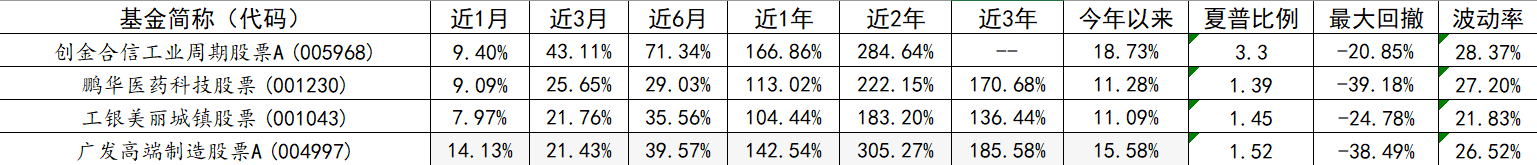 基金简称（代码） 近1月 近3月 近6月 近1年 近2年 近3年 今年以来 夏普比例 最大回撤 波动率
创金合信工业周期股票A(005968) 9.40% 43.11% 71.34% 166.86% 284.64% -- 18.73% 3.3 -20.85% 28.37%
鹏华医药科技股票(001230) 9.09% 25.65% 29.03% 113.02% 222.15% 170.68% 11.28% 1.39 -39.18% 27.20%
工银美丽城镇股票(001043) 7.97% 21.76% 35.56% 104.44% 183.20% 136.44% 11.09% 1.45 -24.78% 21.83%
广发高端制造股票A(004997) 14.13% 21.43% 39.57% 142.54% 305.27% 185.58% 15.58% 1.52 -38.49% 26.52%